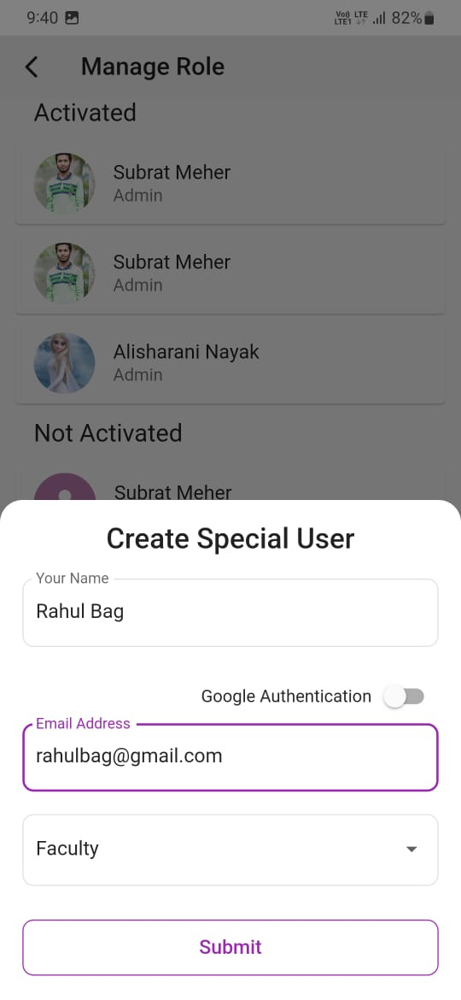 9:40
Vo)) LTE
LTE1
82%
Manage Role
Activated
Subrat Meher
Admin
Subrat Meher
Admin
Alisharani Nayak
Admin
Not Activated
Subrat Meher
Create Special User
Your Name
Rahul Bag
Google Authentication
Email Address
rahulbag@gmail.com
Faculty
Submit